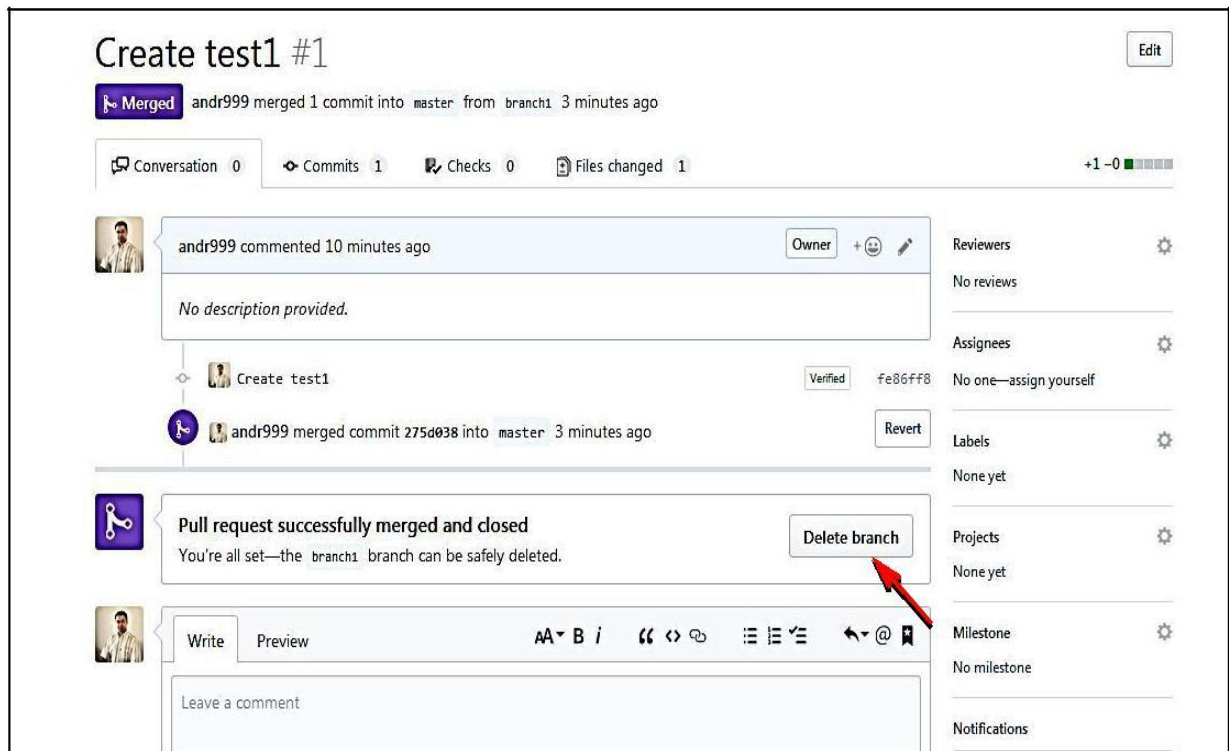 Create test1 #1
Edit
Merged andr999 merged 1 commit into master from branch1 3 minutes ago
Conversation 0 Commits 1 Checks 0 Files changed 1 +1 −0
andr999 commented 10 minutes ago Owner
No description provided.
Create test1 Verified fe86ff8
andr999 merged commit 275d038 into master 3 minutes ago Revert
Pull request successfully merged and closed
You're all set—the branch1 branch can be safely deleted.
Delete branch
Write Preview AA B i @
Leave a comment
Reviewers
No reviews
Assignees
No one—assign yourself
Labels
None yet
Projects
None yet
Milestone
No milestone
Notifications